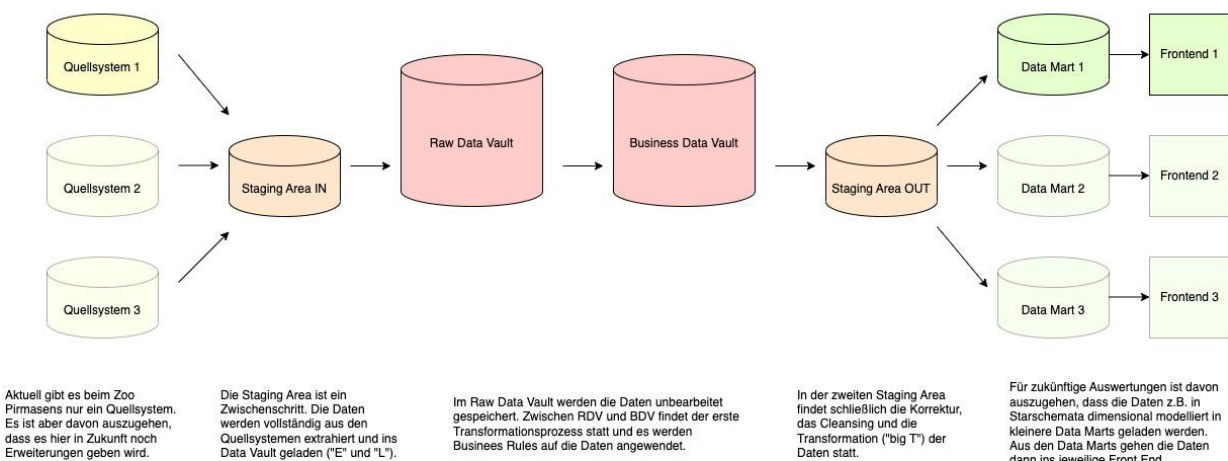 Quellsystem 1
Quellsystem 2
Quellsystem 3
Staging Area IN
Raw Data Vault
Business Data Vault
Staging Area OUT
Data Mart 1
Frontend 1
Data Mart 2
Frontend 2
Data Mart 3
Frontend 3
Aktuell gibt es beim Zoo
Pirmasens nur ein Quellsystem.
Es ist aber davon auszugehen,
dass es hier in Zukunft noch
Erweiterungen geben wird.
Die Staging Area ist ein
Zwischenschritt. Die Daten
werden vollständig aus den
Quellsystemen extrahiert und ins
Data Vault geladen ("E" und "L").
Im Raw Data Vault werden die Daten unbearbeitet
gespeichert. Zwischen RDV und BDV findet der erste
Transformationsprozess statt und es werden
Businees Rules auf die Daten angewendet.
In der zweiten Staging Area
findet schließlich die Korrektur,
das Cleansing und die
Transformation ("big T") der
Daten statt.
Für zukünftige Auswertungen ist davon
auszugehen, dass die Daten z.B. in
Starschemata dimensional modelliert in
kleinere Data Marts geladen werden.
Aus den Data Marts gehen die Daten
dann ins jeweilige Front End